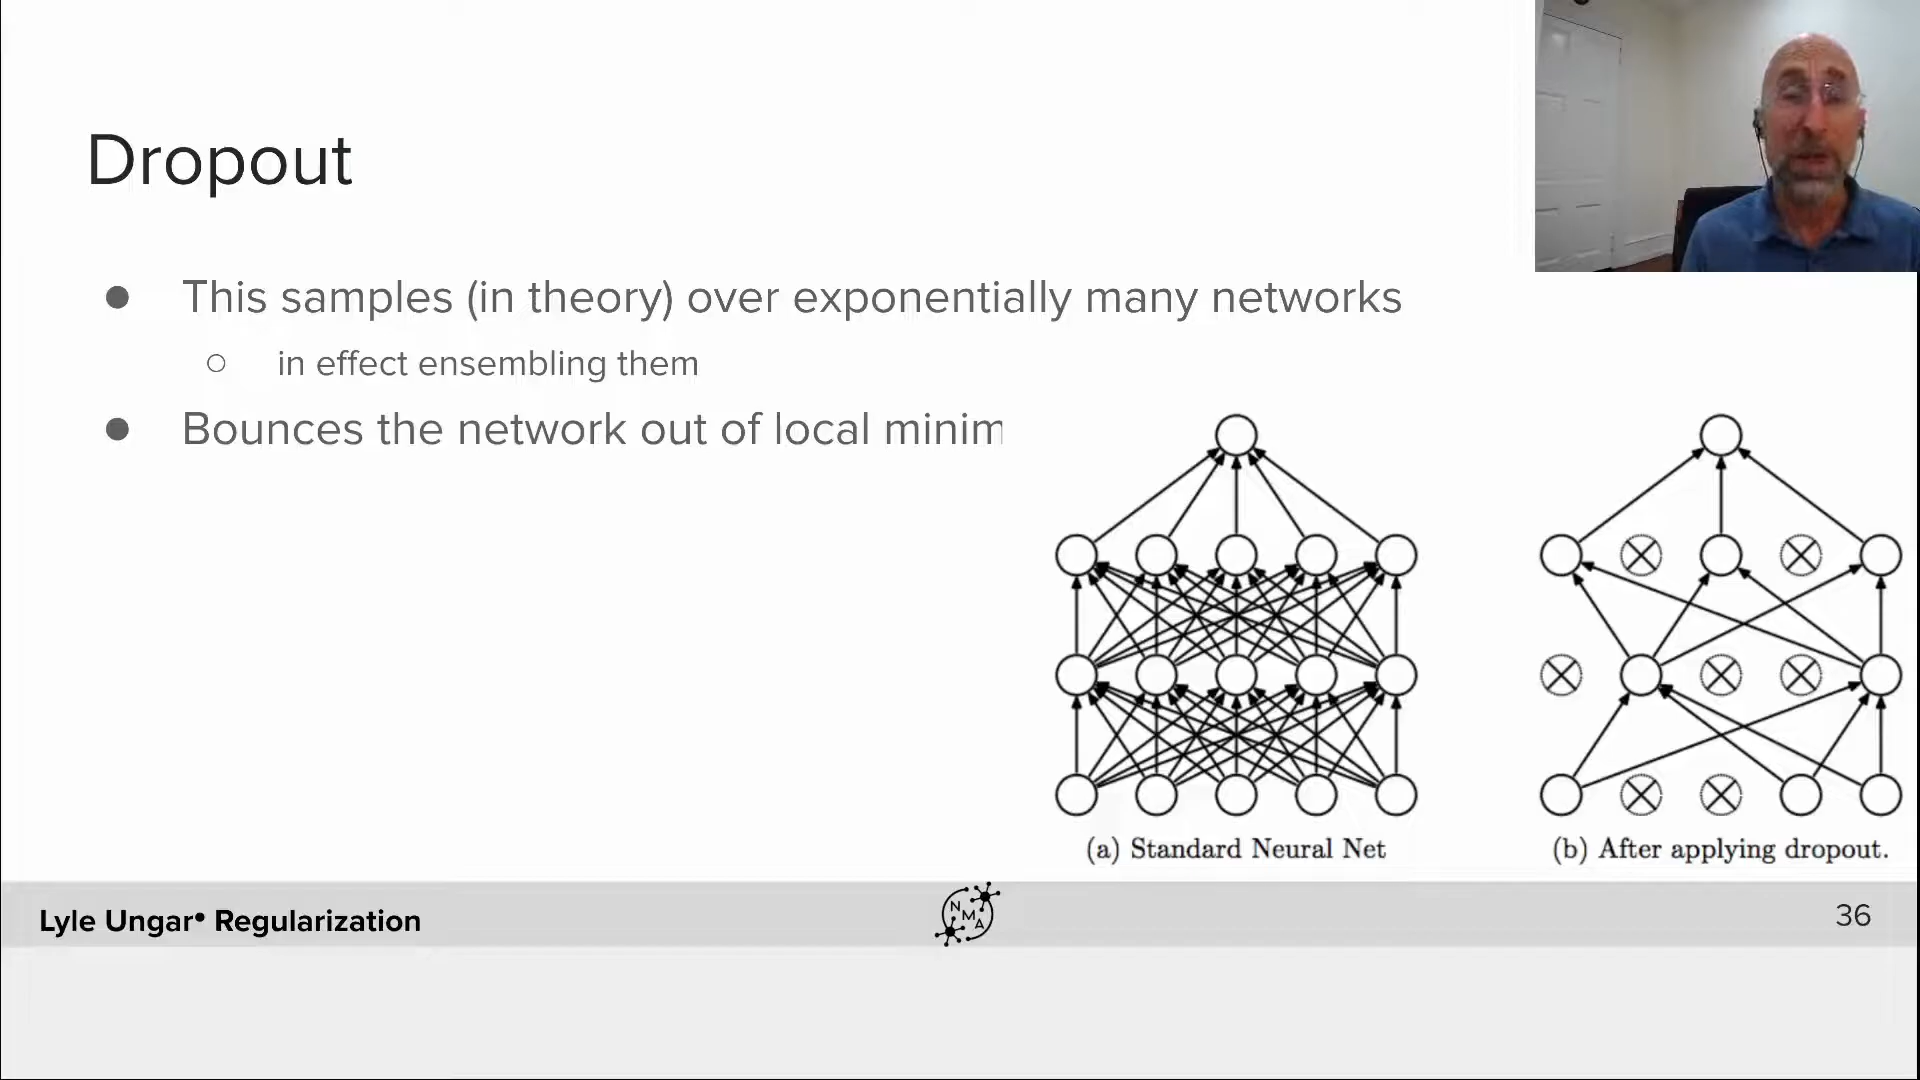 Dropout
● This samples (in theory) over exponentially many networks
○ in effect ensembling them
● Bounces the network out of local minim
(a) Standard Neural Net
(b) After applying dropout.
Lyle Ungar• Regularization
NMA
36